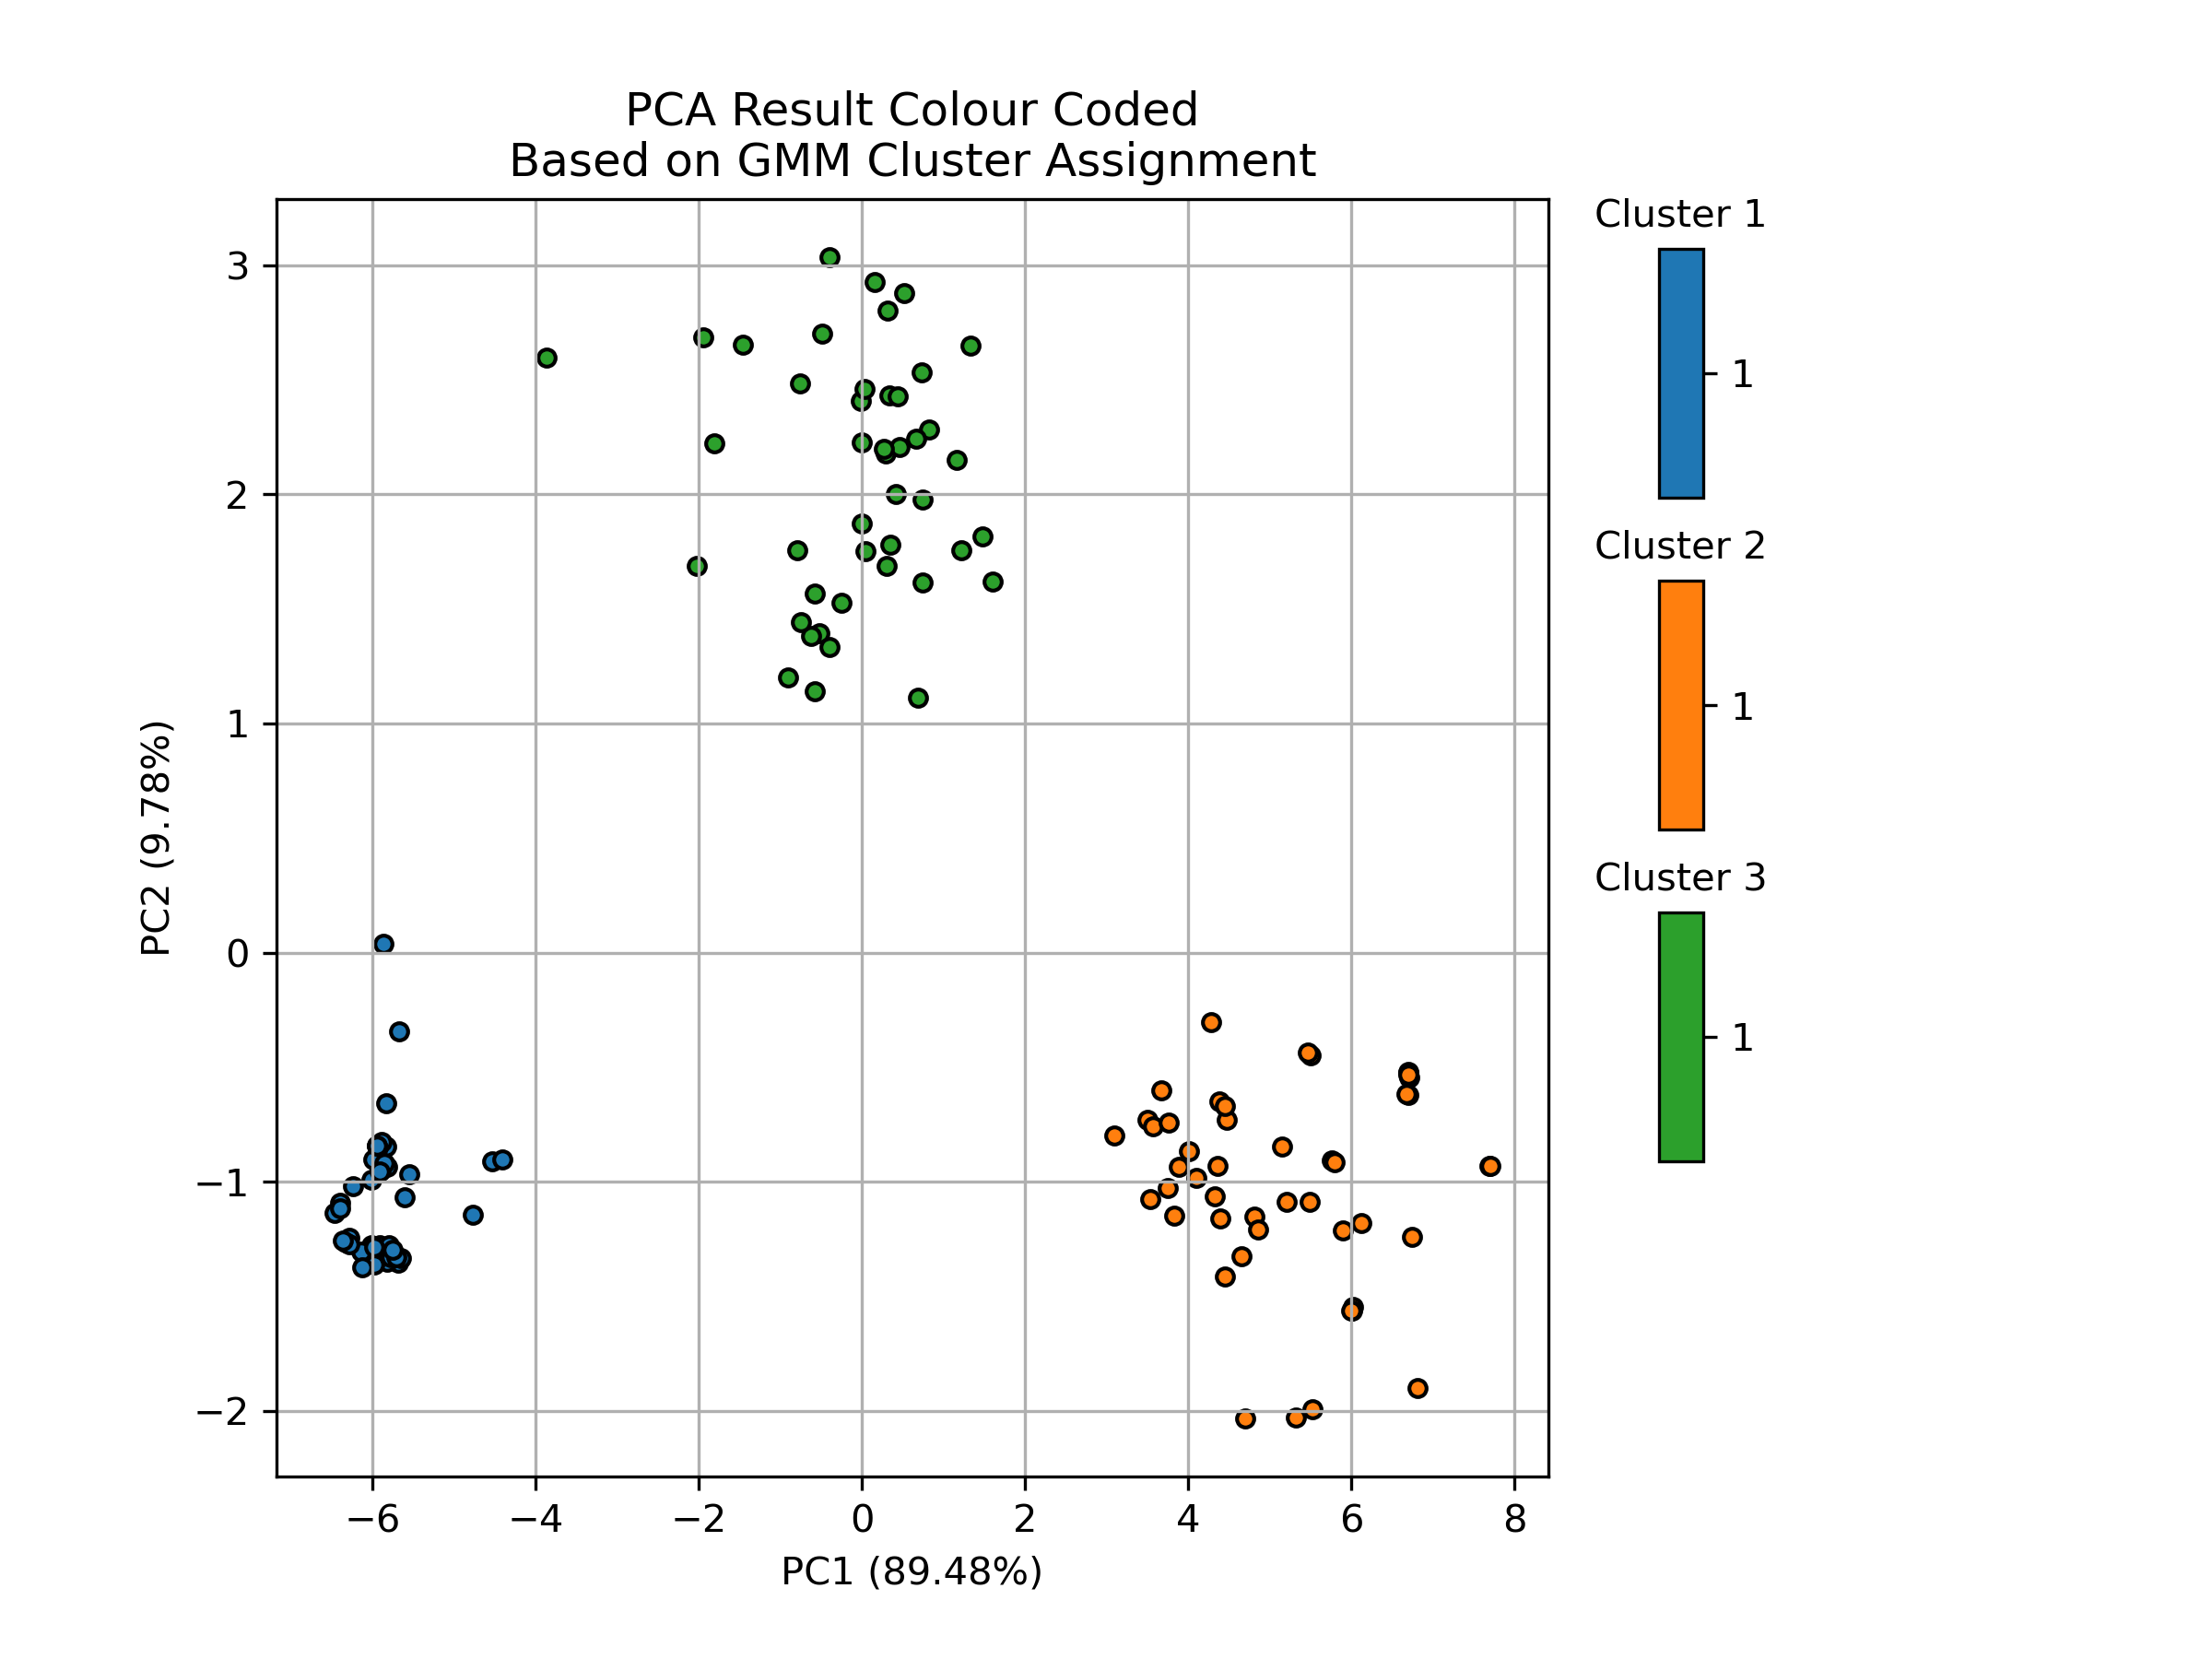 PCA Result Colour Coded
Based on GMM Cluster Assignment
3
2
1
0
−1
−2
PC2 (9.78%)
−6 −4 −2 0 2 4 6 8
PC1 (89.48%)
Cluster 1
1
Cluster 2
1
Cluster 3
1